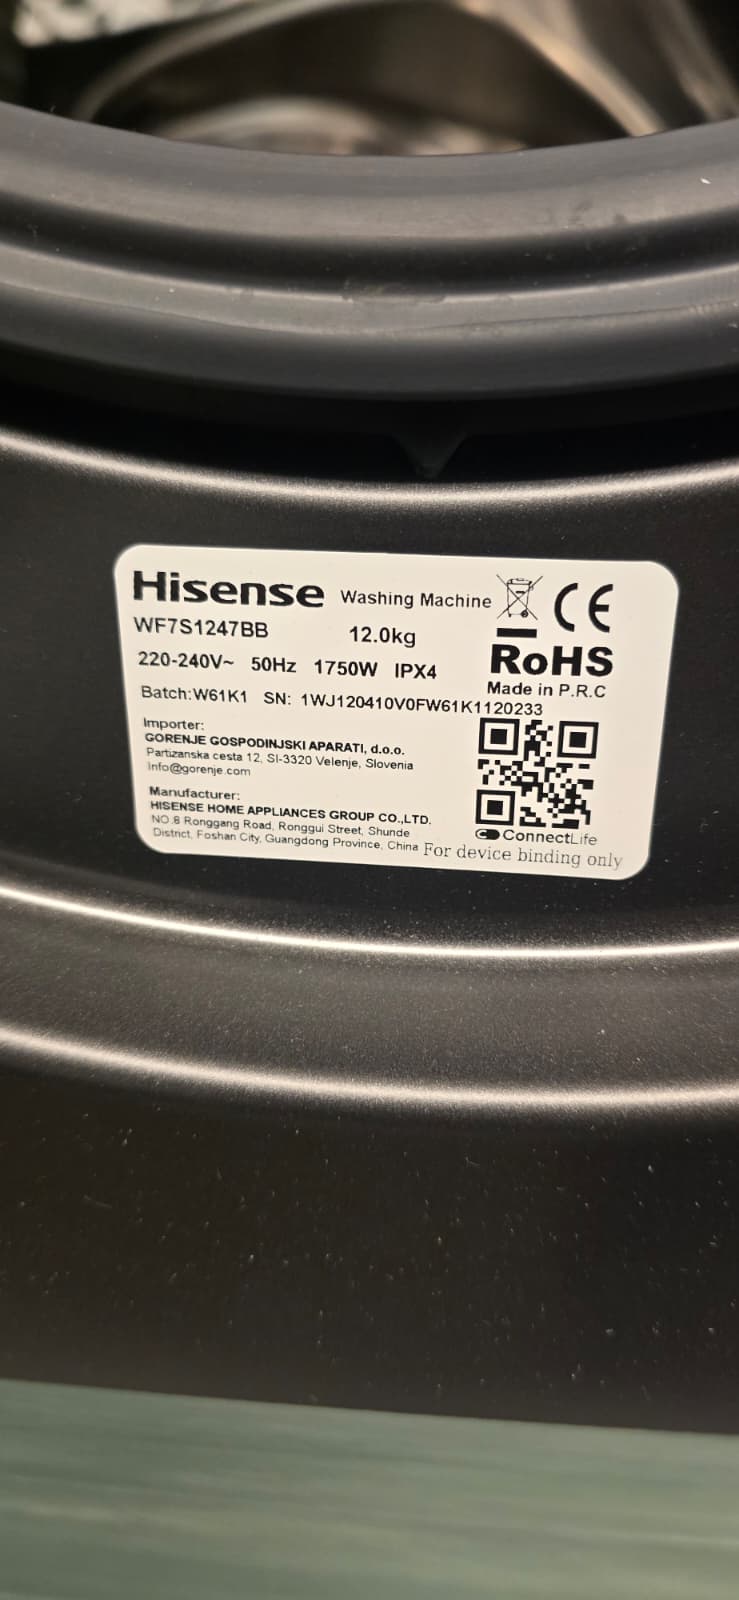 Hisense Washing Machine CE
WF7S1247BB 12.0kg
220-240V~ 50Hz 1750W IPX4 RoHS
Made in P.R.C
Batch:W61K1 SN: 1WJ120410V0FW61K1120233
Importer:
GORENJE GOSPODINJSKI APARATI, d.o.o.
Partizanska cesta 12, SI-3320 Velenje, Slovenia
Info@gorenje.com
Manufacturer:
HISENSE HOME APPLIANCES GROUP CO.,LTD.
NO.8 Ronggang Road, Ronggui Street, Shunde
District, Foshan City, Guangdong Province, China
ConnectLife
For device binding only